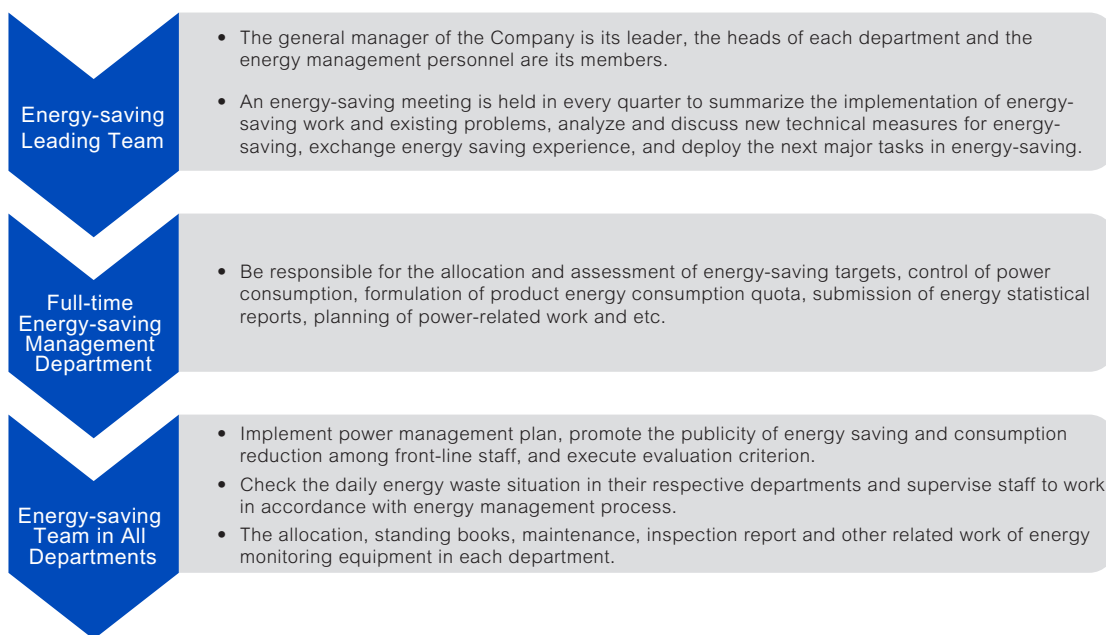 Energy-saving
Leading Team
• The general manager of the Company is its leader, the heads of each department and the
energy management personnel are its members.
• An energy-saving meeting is held in every quarter to summarize the implementation of energy-
saving work and existing problems, analyze and discuss new technical measures for energy-
saving, exchange energy saving experience, and deploy the next major tasks in energy-saving.
Full-time
Energy-saving
Management
Department
• Be responsible for the allocation and assessment of energy-saving targets, control of power
consumption, formulation of product energy consumption quota, submission of energy statistical
reports, planning of power-related work and etc.
Energy-saving
Team in All
Departments
• Implement power management plan, promote the publicity of energy saving and consumption
reduction among front-line staff, and execute evaluation criterion.
• Check the daily energy waste situation in their respective departments and supervise staff to work
in accordance with energy management process.
• The allocation, standing books, maintenance, inspection report and other related work of energy
monitoring equipment in each department.